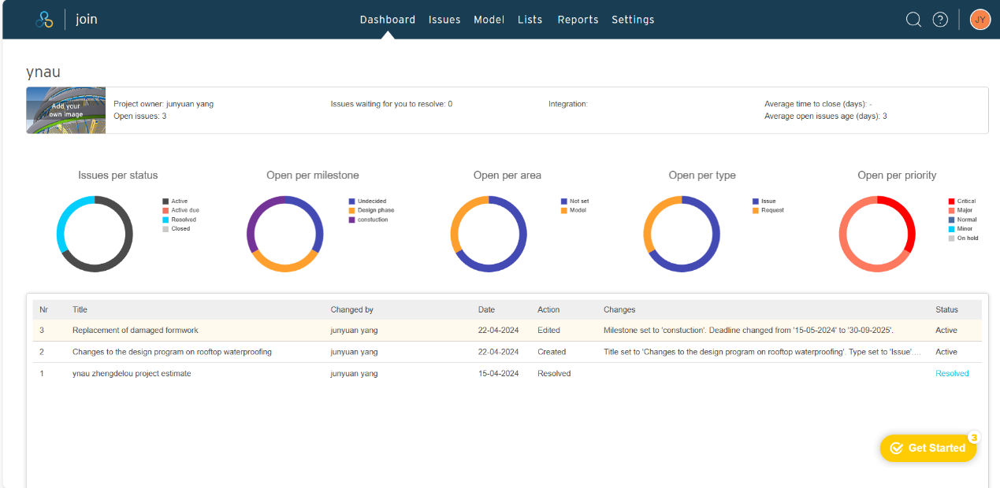 join
Dashboard Issues Model Lists Reports Settings
JY
ynau
Add your
own image
Project owner: junyuan yang
Open issues: 3
Issues waiting for you to resolve: 0
Integration:
Average time to close (days): -
Average open issues age (days): 3
Issues per status
Active
Active due
Resolved
Closed
Open per milestone
Undecided
Design phase
constuction
Open per area
Not set
Model
Open per type
Issue
Request
Open per priority
Critical
Major
Normal
Minor
On hold
Nr Title Changed by Date Action Changes Status
3 Replacement of damaged formwork junyuan yang 22-04-2024 Edited Milestone set to 'constuction'. Deadline changed from '15-05-2024' to '30-09-2025'. Active
2 Changes to the design program on rooftop waterproofing junyuan yang 22-04-2024 Created Title set to 'Changes to the design program on rooftop waterproofing'. Type set to 'Issue'.... Active
1 ynau zhengdelou project estimate junyuan yang 15-04-2024 Resolved Resolved
3
Get Started